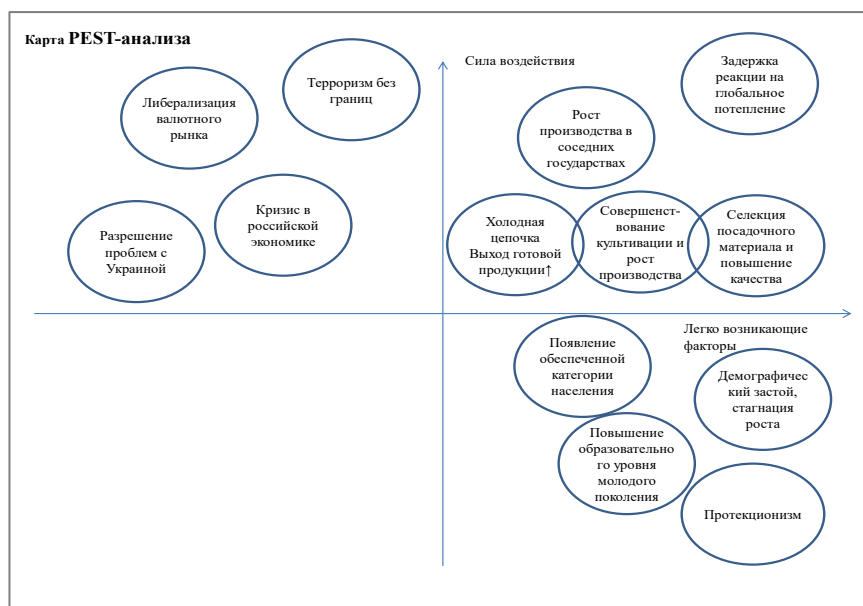 Карта PEST-анализа
Сила воздействия
Либерализация
валютного
рынка
Терроризм без
границ
Рост
производства в
соседних
государствах
Задержка
реакции на
глобальное
потепление
Разрешение
проблем с
Украиной
Кризис в
российской
экономике
Холодная
цепочка
Выход готовой
продукции↑
Совершенст-
вование
культивации и
рост
производства
Селекция
посадочного
материала и
повышение
качества
Легко возникающие
факторы
Появление
обеспеченной
категории
населения
Демографичес
кий застой,
стагнация
роста
Повышение
образовательно
го уровня
молодого
поколения
Протекционизм